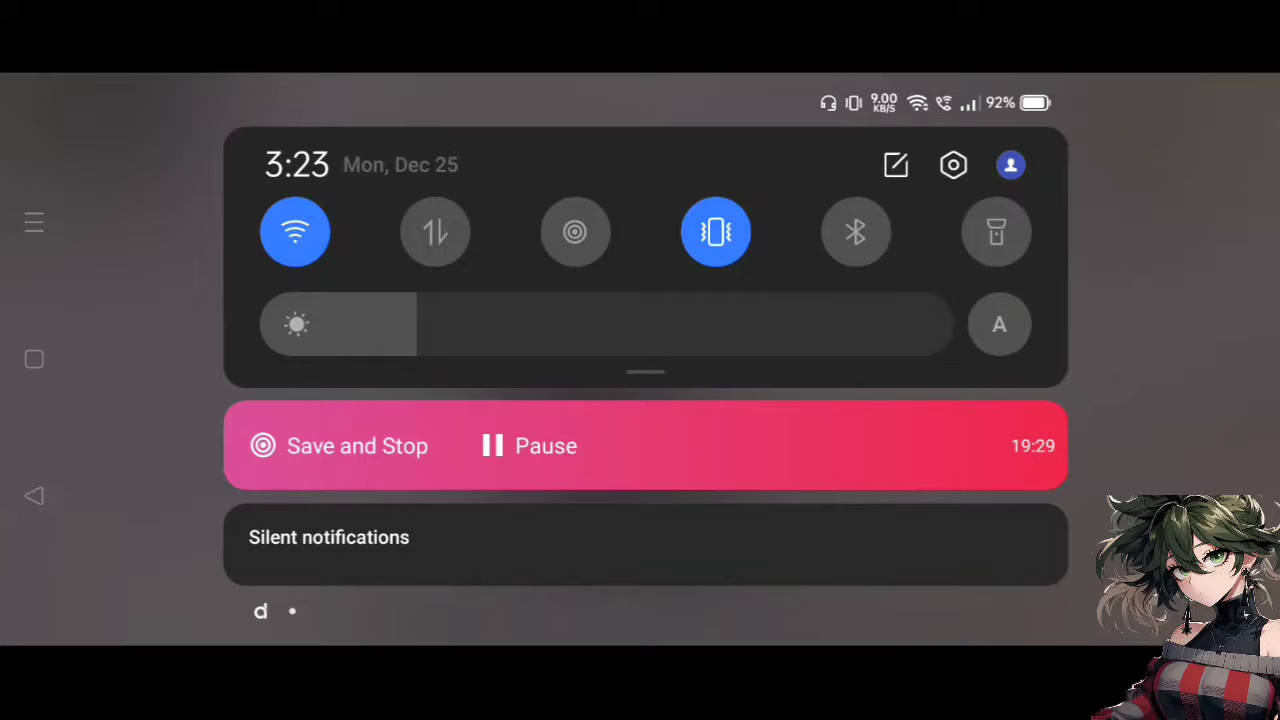 9.00 KB/S 92%
3:23 Mon, Dec 25
A
Save and Stop Pause 19:29
Silent notifications
d •